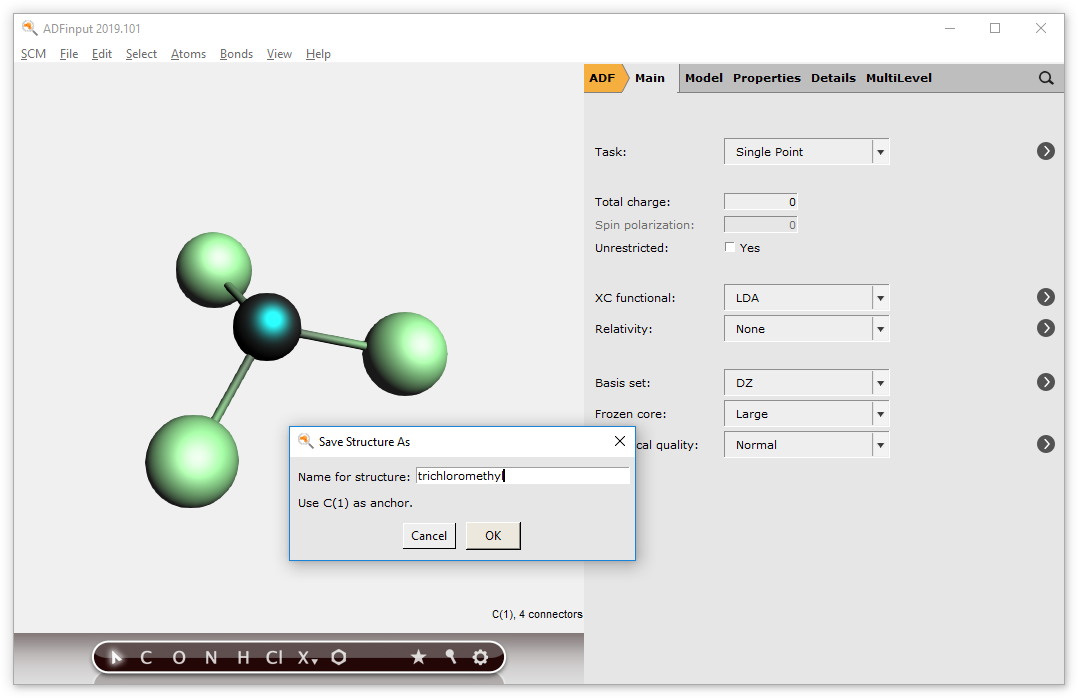 ADFinput 2019.101
SCM File Edit Select Atoms Bonds View Help
ADF Main Model Properties Details MultiLevel
Task: Single Point
Total charge: 0
Spin polarization: 0
Unrestricted: Yes
XC functional: LDA
Relativity: None
Basis set: DZ
Frozen core: Large
cal quality: Normal
Save Structure As
Name for structure: trichloromethyl
Use C(1) as anchor.
Cancel OK
C(1), 4 connectors
C O N H Cl X